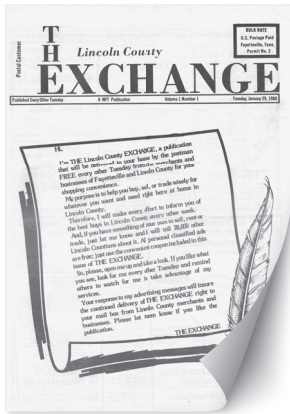 Postal Customer
THE
Lincoln County
EXCHANGE
BULK RATE
U.S. Postage Paid
Fayetteville, Tenn.
Permit No. 2
Published Every Other Tuesday
A MFT Publication
Volume 1 Number 1
Tuesday, January 29, 1980
Hi,
I'm THE Lincoln County EXCHANGE, a publication
that will be delivered to your home by the postman
FREE every other Tuesday from the merchants and
businesses of Fayetteville and Lincoln County for your
shopping convenience.
My purpose is to help you buy, sell, or trade wisely for
whatever you want and need right here at home in
Lincoln County.
Therefore, I will make every effort to inform you of
the best buys in Lincoln County every other week.
And, if you have something of your own to sell, rent or
trade, just let me know and I will tell 28,000 other
Lincoln Countians about it. All personal classified ads
are free; just use the convenient coupon included in this
issue of THE EXCHANGE.
So, please, open me up and take a look. If you like what
you see, look for me every other Tuesday and remind
others to watch for me to take advantage of my
services.
Your response to my advertising messages will insure
the continued delivery of THE EXCHANGE right to
your mail box from Lincoln County merchants and
businesses. Please let them know if you like the
publication.
THE EXCHANGE